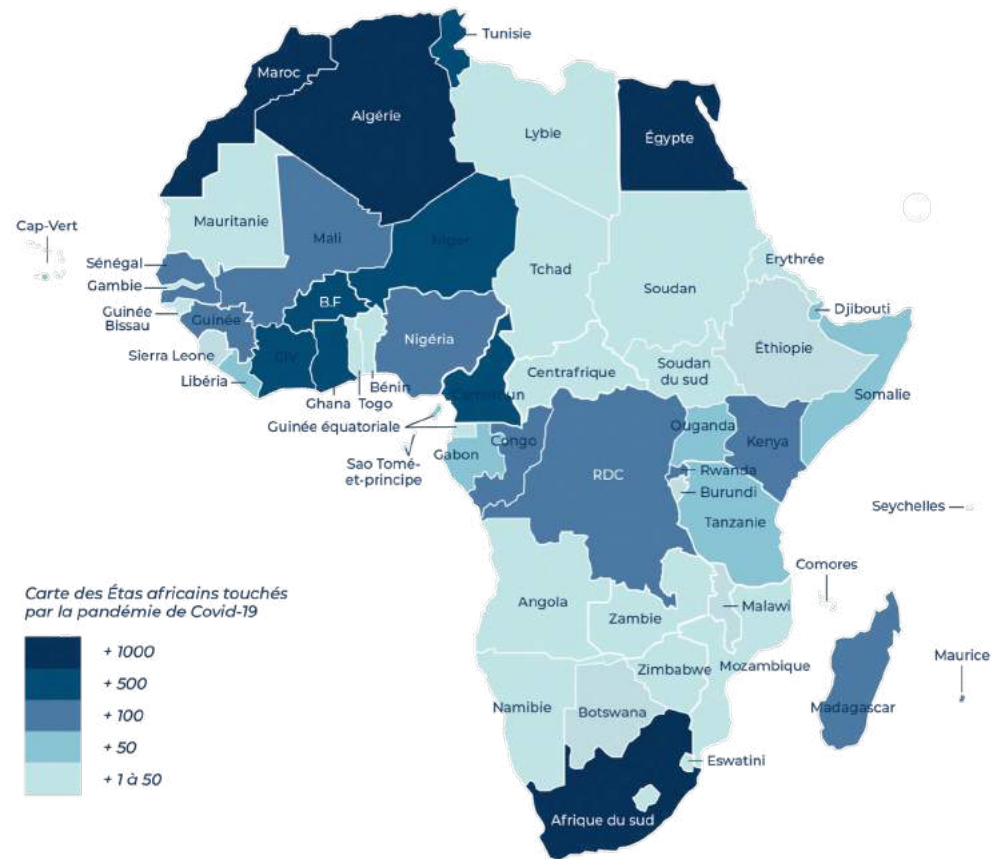 Tunisie
Maroc
Algérie
Lybie
Égypte
Mauritanie
Cap-Vert
Mali
Niger
Sénégal
Erythrée
Tchad
Gambie
Soudan
B.F
Djibouti
Guinée
Bissau
Guinée
Nigéria
Éthiopie
Sierra Leone
CIV
Soudan
du sud
Centrafrique
Libéria
Bénin
Somalie
Ghana
Togo
Cameroun
Guinée équatoriale
Ouganda
Congo
Kenya
Gabon
Sao Tomé-
et-principe
RDC
Rwanda
Burundi
Seychelles
Tanzanie
Comores
Carte des Étas africains touchés
par la pandémie de Covid-19
Angola
Malawi
Zambie
+ 1000
Maurice
Zimbabwe
Mozambique
+ 500
Namibie
Botswana
Madagascar
+ 100
+ 50
Eswatini
+ 1 à 50
Afrique du sud